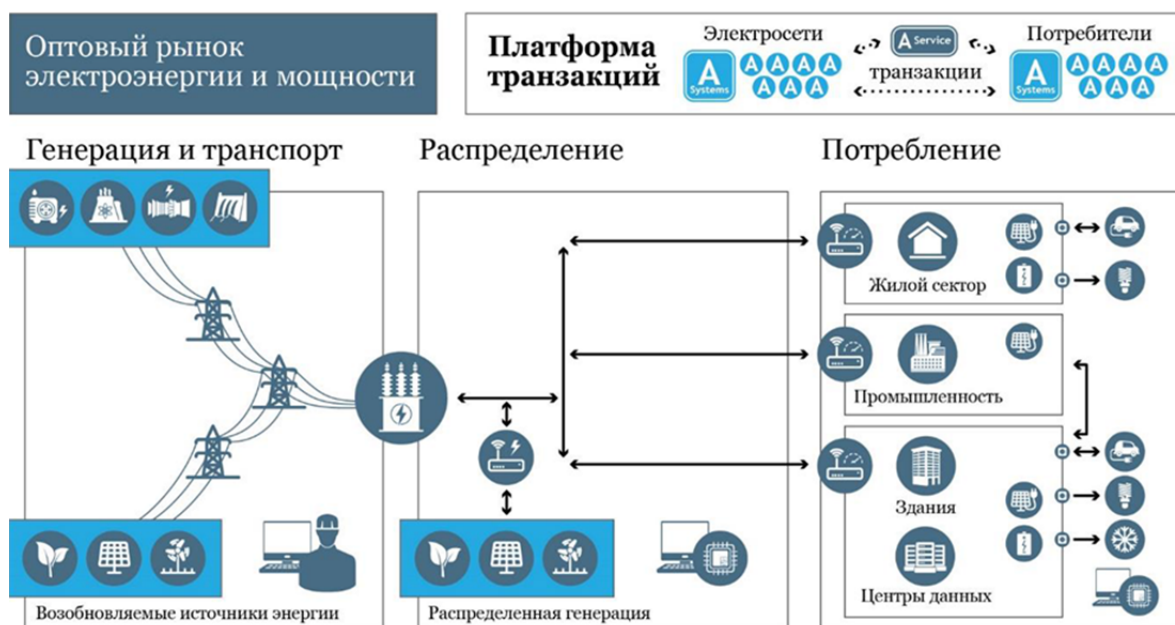 Оптовый рынок
электроэнергии и мощности
Платформа
транзакций
Электросети
A Service
Потребители
транзакции
A
Systems
A A A A
A A A
A
Systems
A A A A
A A A
Генерация и транспорт
Распределение
Потребление
Жилой сектор
Промышленность
Здания
Центры данных
Возобновляемые источники энергии
Распределенная генерация